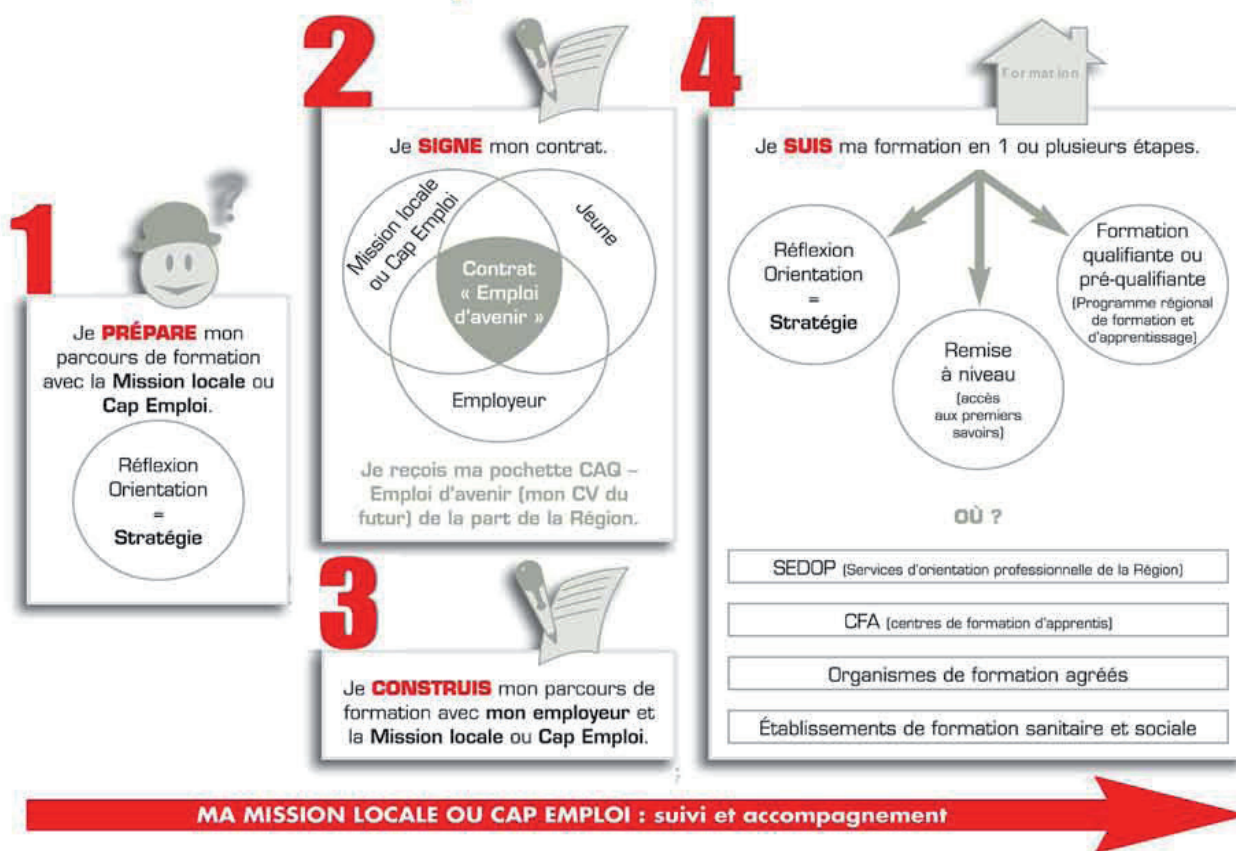 1
?
Je PRÉPARE mon
parcours de formation
avec la Mission locale ou
Cap Emploi.
Réflexion
Orientation
=
Stratégie
2
Je SIGNE mon contrat.
Mission locale
ou Cap Emploi
Jeune
Contrat
« Emploi
d'avenir »
Employeur
Je reçois ma pochette CAQ –
Emploi d'avenir (mon CV du
futur) de la part de la Région.
3
Je CONSTRUIS mon parcours de
formation avec mon employeur et
la Mission locale ou Cap Emploi.
4
Formation
Je SUIS ma formation en 1 ou plusieurs étapes.
Réflexion
Orientation
=
Stratégie
Remise
à niveau
(accès
aux premiers
savoirs)
Formation
qualifiante ou
pré-qualifiante
(Programme régional
de formation et
d'apprentissage)
OÙ ?
SEDOP (Services d'orientation professionnelle de la Région)
CFA (centres de formation d'apprentis)
Organismes de formation agréés
Établissements de formation sanitaire et sociale
MA MISSION LOCALE OU CAP EMPLOI : suivi et accompagnement